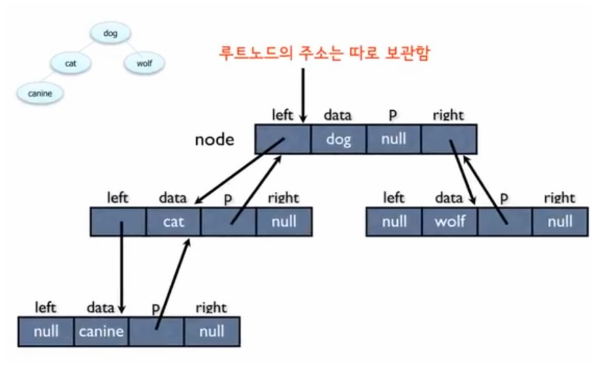 dog
cat wolf
canine
루트노드의 주소는 따로 보관함
left data p right
node dog null
left data p right
cat null
left data p right
null wolf null
left data p right
null canine null